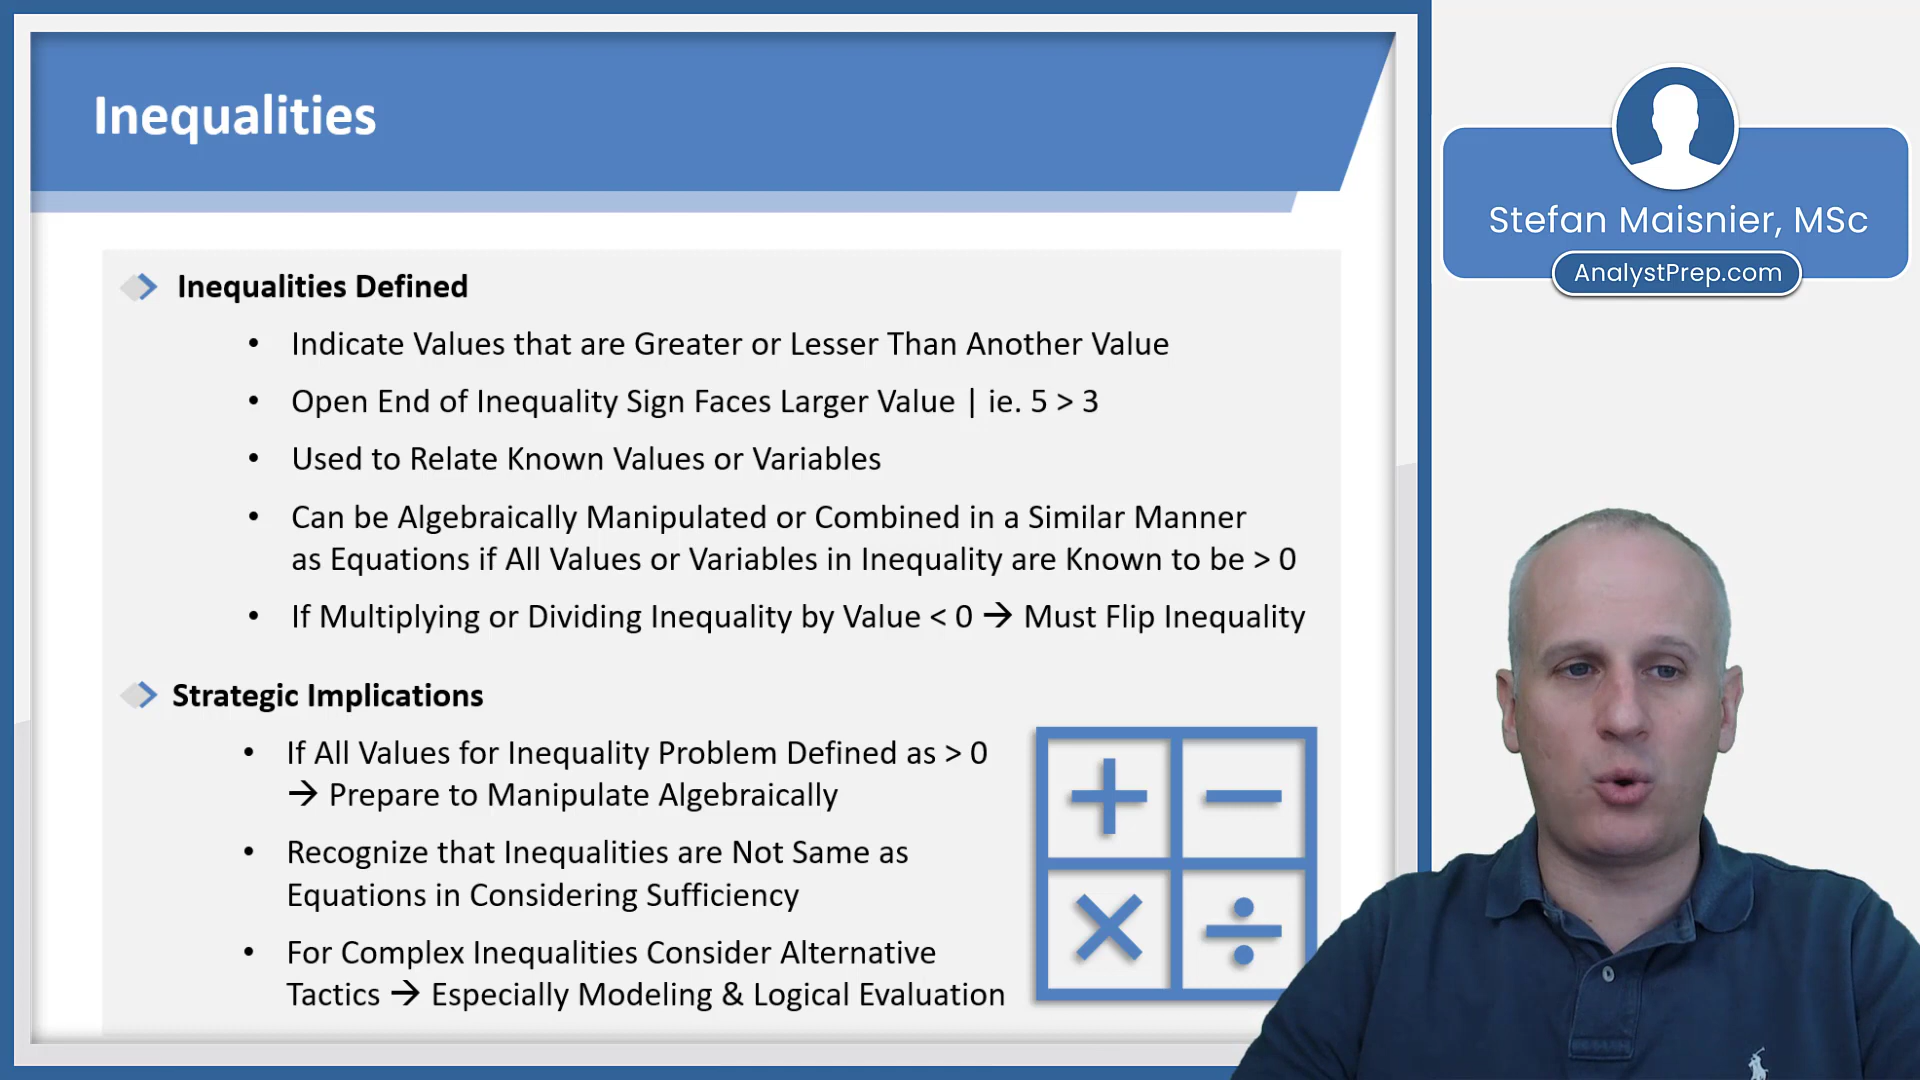 Inequalities
Inequalities Defined
• Indicate Values that are Greater or Lesser Than Another Value
• Open End of Inequality Sign Faces Larger Value | ie. 5 > 3
• Used to Relate Known Values or Variables
• Can be Algebraically Manipulated or Combined in a Similar Manner
as Equations if All Values or Variables in Inequality are Known to be > 0
• If Multiplying or Dividing Inequality by Value < 0 → Must Flip Inequality
Strategic Implications
• If All Values for Inequality Problem Defined as > 0
→ Prepare to Manipulate Algebraically
• Recognize that Inequalities are Not Same as
Equations in Considering Sufficiency
• For Complex Inequalities Consider Alternative
Tactics → Especially Modeling & Logical Evaluation
+ −
× ÷
Stefan Maisnier, MSc
AnalystPrep.com